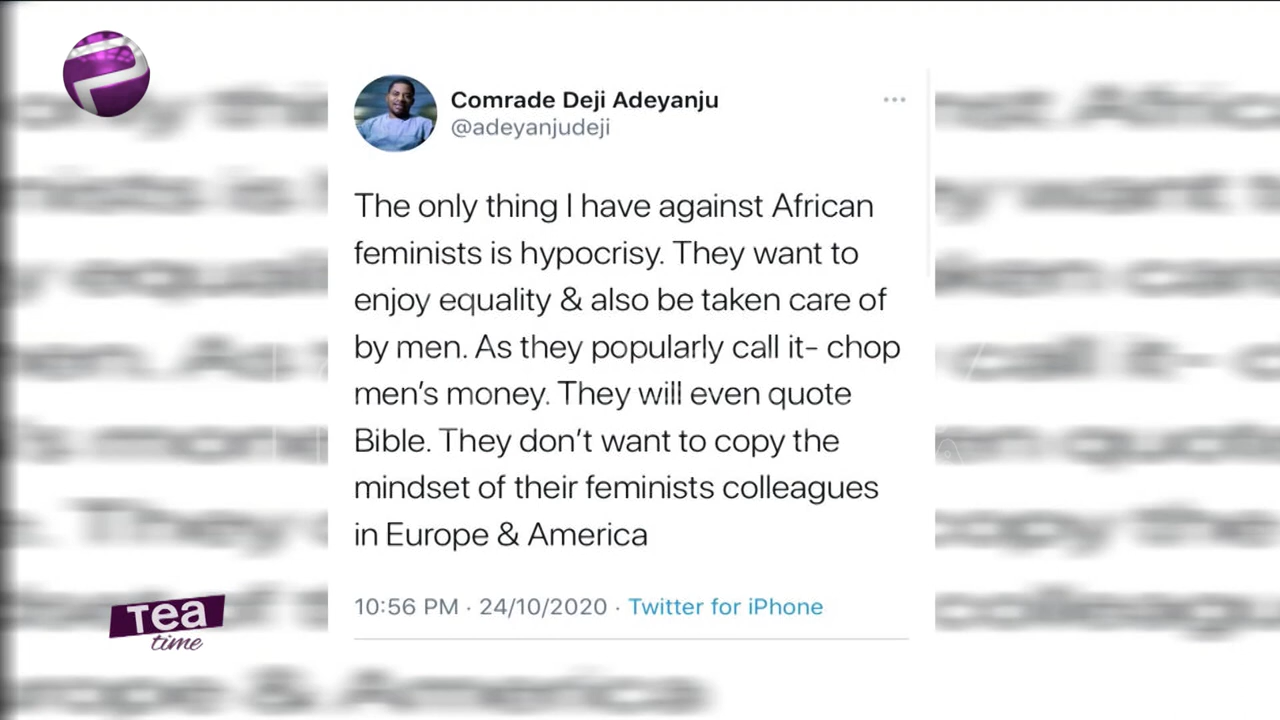 Comrade Deji Adeyanju
@adeyanjudeji
The only thing I have against African
feminists is hypocrisy. They want to
enjoy equality & also be taken care of
by men. As they popularly call it- chop
men's money. They will even quote
Bible. They don't want to copy the
mindset of their feminists colleagues
in Europe & America
10:56 PM · 24/10/2020 · Twitter for iPhone
Tea
time